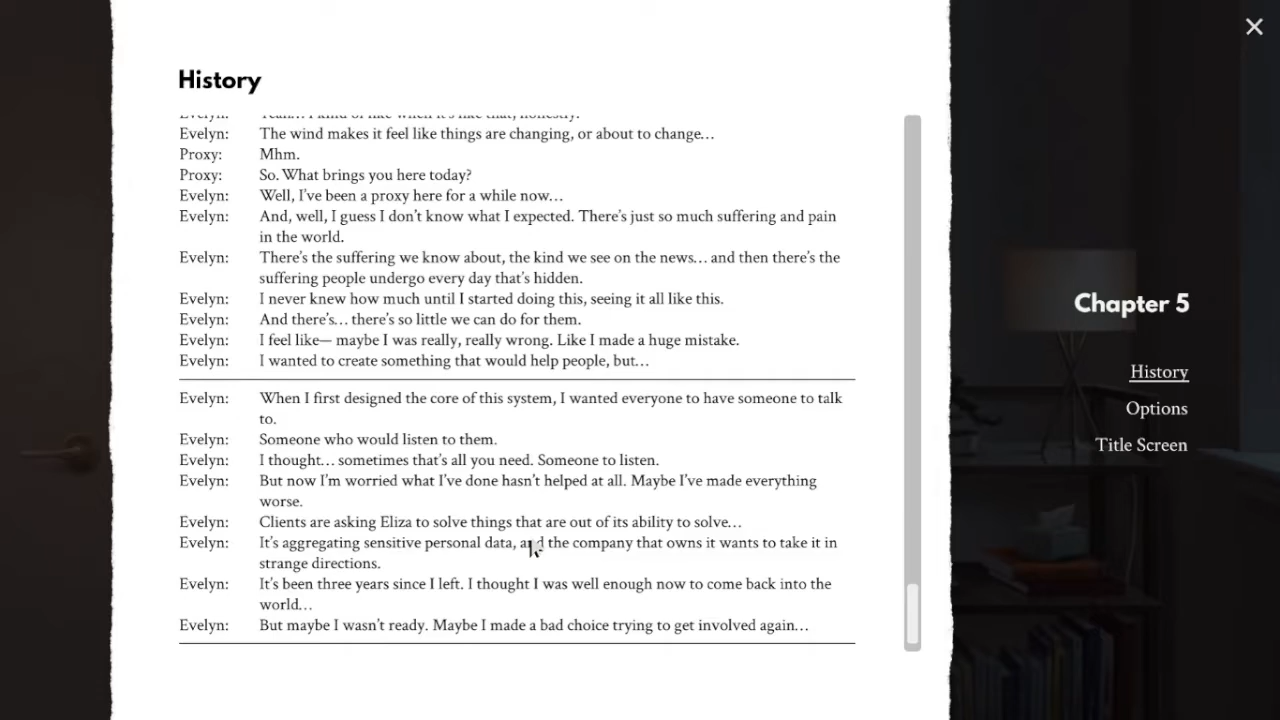 History
Evelyn: Yeah... I kind of like when it's like that, honestly.
Evelyn: The wind makes it feel like things are changing, or about to change...
Proxy: Mhm.
Proxy: So. What brings you here today?
Evelyn: Well, I've been a proxy here for a while now...
Evelyn: And, well, I guess I don't know what I expected. There's just so much suffering and pain
in the world.
Evelyn: There's the suffering we know about, the kind we see on the news... and then there's the
suffering people undergo every day that's hidden.
Evelyn: I never knew how much until I started doing this, seeing it all like this.
Evelyn: And there's... there's so little we can do for them.
Evelyn: I feel like— maybe I was really, really wrong. Like I made a huge mistake.
Evelyn: I wanted to create something that would help people, but...
Evelyn: When I first designed the core of this system, I wanted everyone to have someone to talk
to.
Evelyn: Someone who would listen to them.
Evelyn: I thought... sometimes that's all you need. Someone to listen.
Evelyn: But now I'm worried what I've done hasn't helped at all. Maybe I've made everything
worse.
Evelyn: Clients are asking Eliza to solve things that are out of its ability to solve...
Evelyn: It's aggregating sensitive personal data, and the company that owns it wants to take it in
strange directions.
Evelyn: It's been three years since I left. I thought I was well enough now to come back into the
world...
Evelyn: But maybe I wasn't ready. Maybe I made a bad choice trying to get involved again...
Chapter 5
History
Options
Title Screen